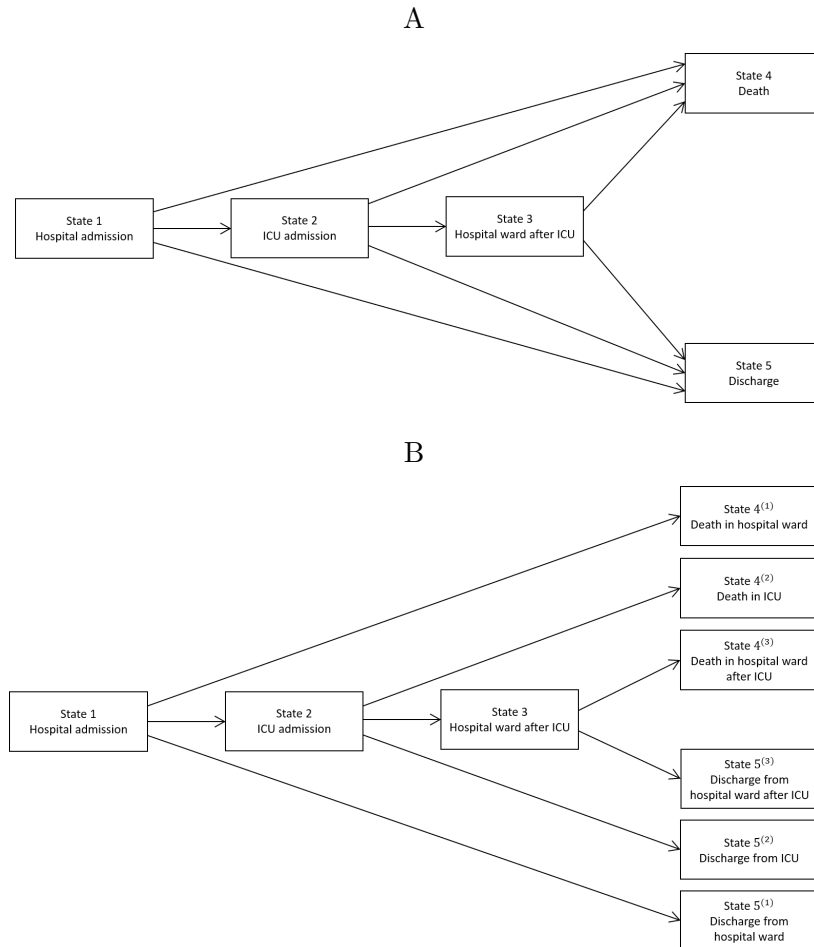 A
State 4
Death
State 1
Hospital admission
State 2
ICU admission
State 3
Hospital ward after ICU
State 5
Discharge
B
State 4⁽¹⁾
Death in hospital ward
State 4⁽²⁾
Death in ICU
State 4⁽³⁾
Death in hospital ward
after ICU
State 1
Hospital admission
State 2
ICU admission
State 3
Hospital ward after ICU
State 5⁽³⁾
Discharge from
hospital ward after ICU
State 5⁽²⁾
Discharge from ICU
State 5⁽¹⁾
Discharge from
hospital ward